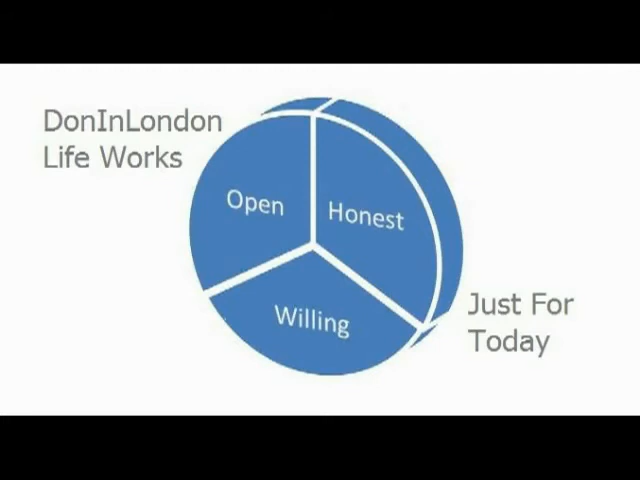 DonInLondon
Life Works
Open
Honest
Willing
Just For
Today